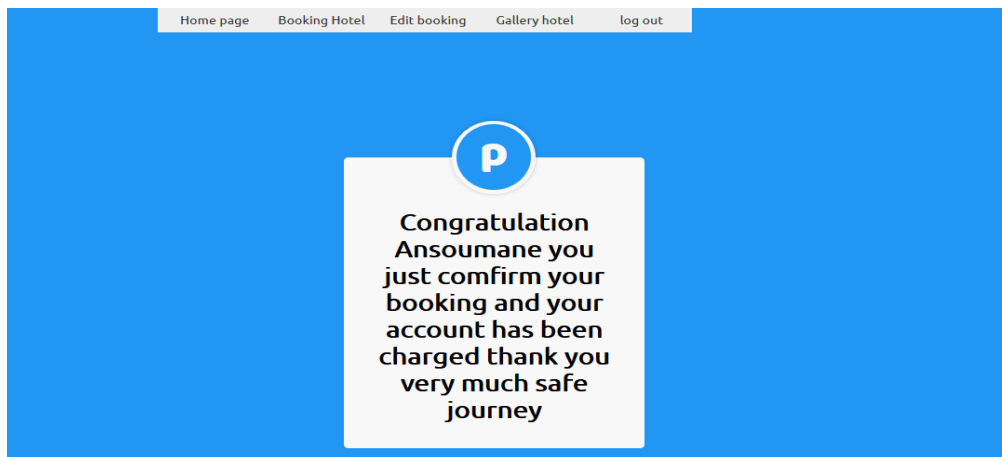 Home page Booking Hotel Edit booking Gallery hotel log out
P
Congratulation
Ansoumane you
just comfirm your
booking and your
account has been
charged thank you
very much safe
journey